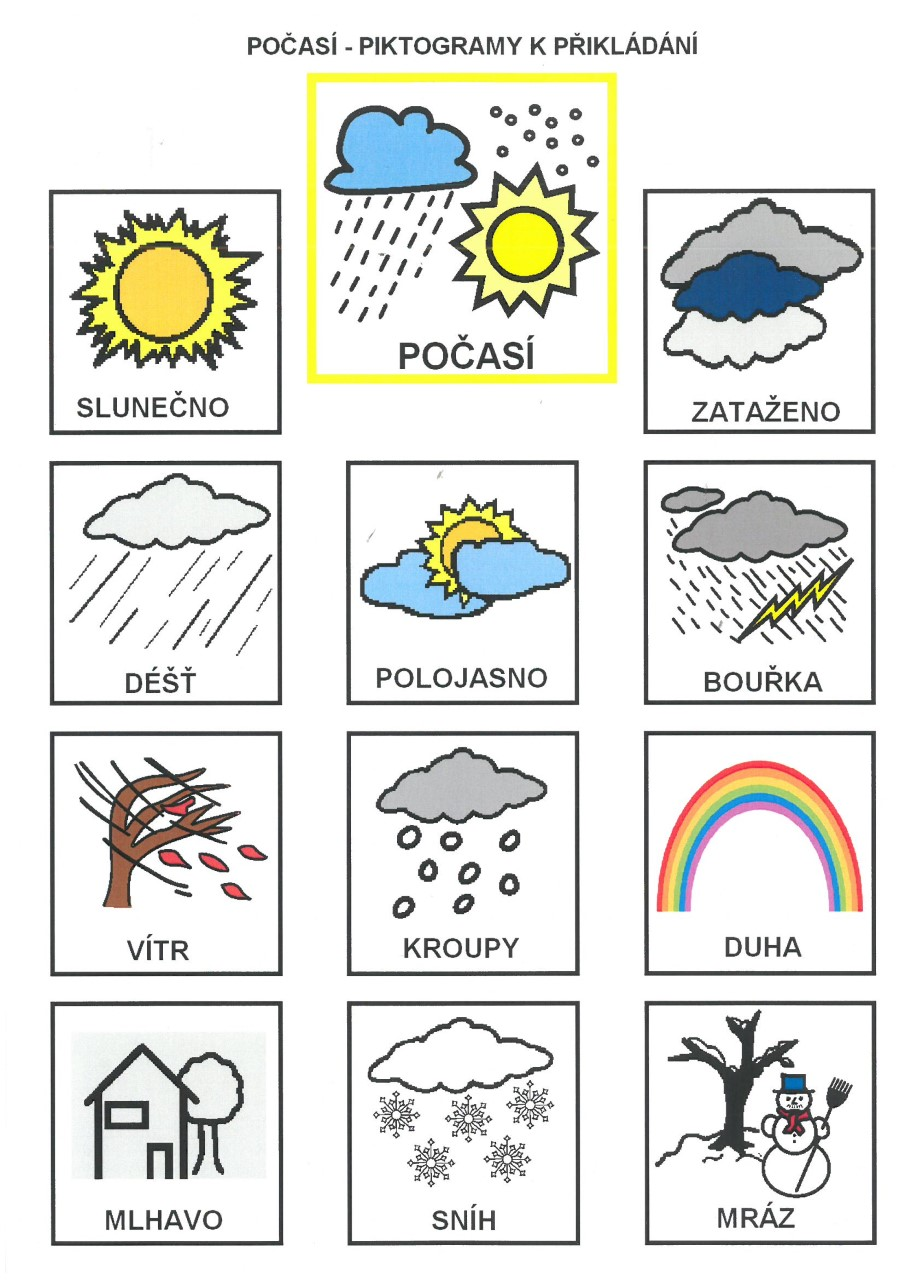 POČASÍ - PIKTOGRAMY K PŘIKLÁDÁNÍ
POČASÍ
SLUNEČNO
ZATAŽENO
DÉŠŤ
POLOJASNO
BOUŘKA
VÍTR
KROUPY
DUHA
MLHAVO
SNÍH
MRÁZ